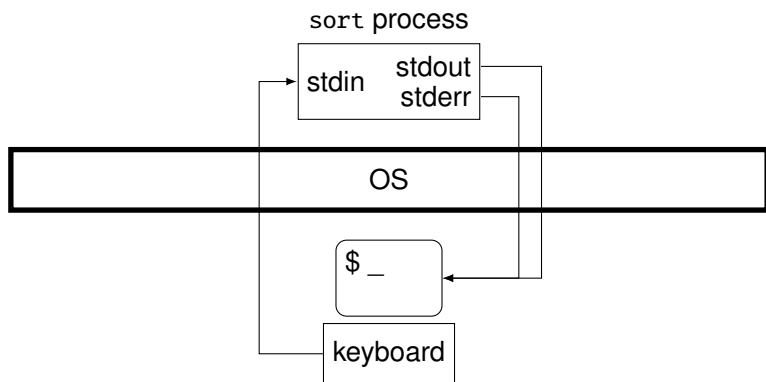 sort process
stdin
stdout
stderr
OS
$ _
keyboard